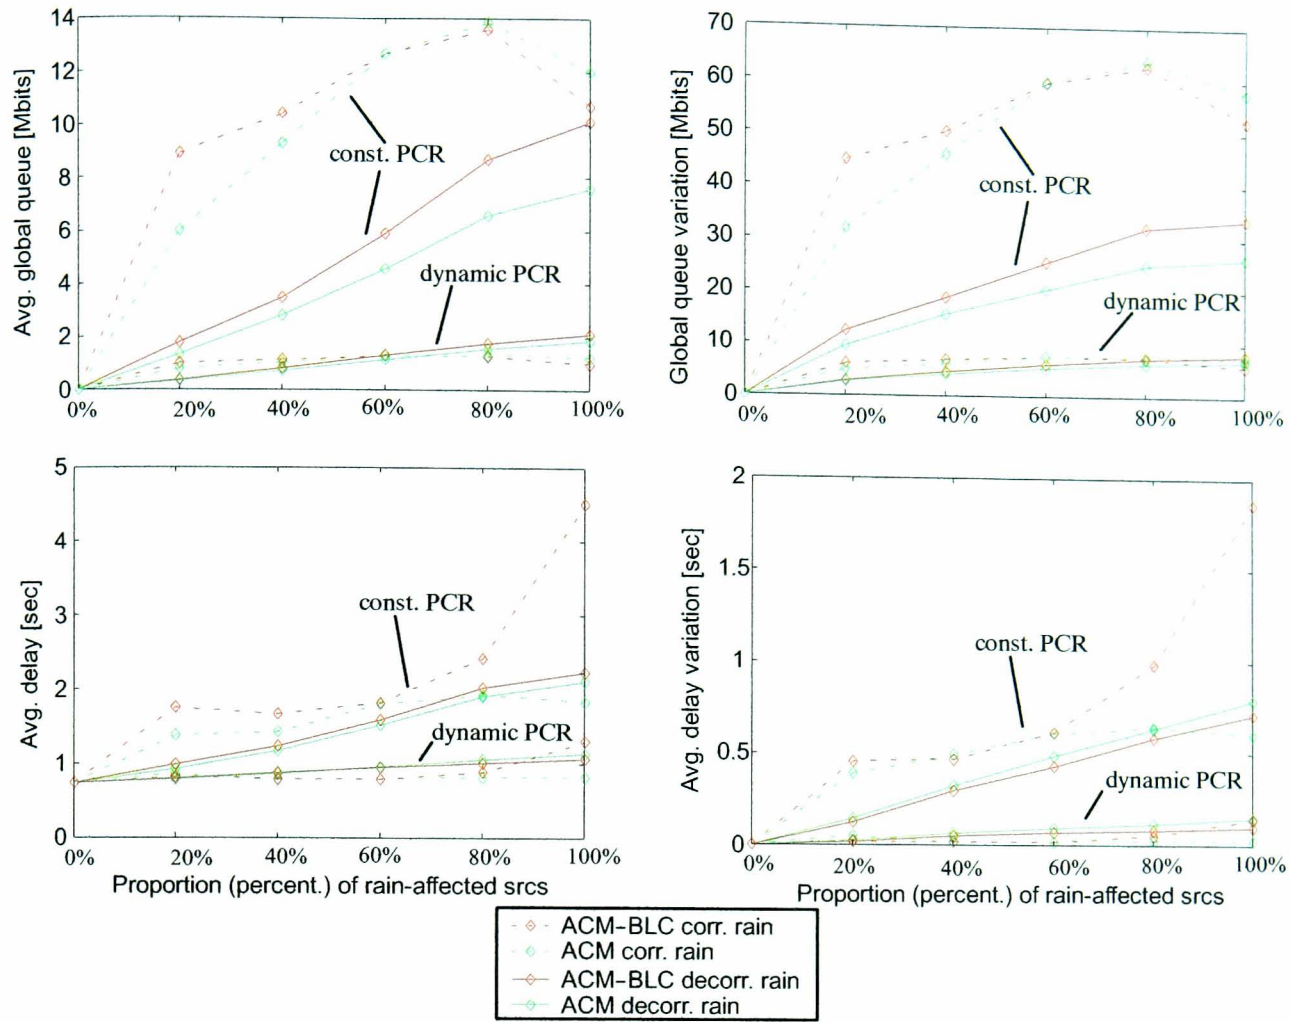 14
12
10
8
6
4
2
0
Avg. global queue [Mbits]
const. PCR
dynamic PCR
0% 20% 40% 60% 80% 100%
70
60
50
40
30
20
10
0
Global queue variation [Mbits]
const. PCR
dynamic PCR
0% 20% 40% 60% 80% 100%
5
4
3
2
1
0
Avg. delay [sec]
const. PCR
dynamic PCR
0% 20% 40% 60% 80% 100%
Proportion (percent.) of rain-affected srcs
2
1.5
1
0.5
0
Avg. delay variation [sec]
const. PCR
dynamic PCR
0% 20% 40% 60% 80% 100%
Proportion (percent.) of rain-affected srcs
ACM-BLC corr. rain
ACM corr. rain
ACM-BLC decorr. rain
ACM decorr. rain